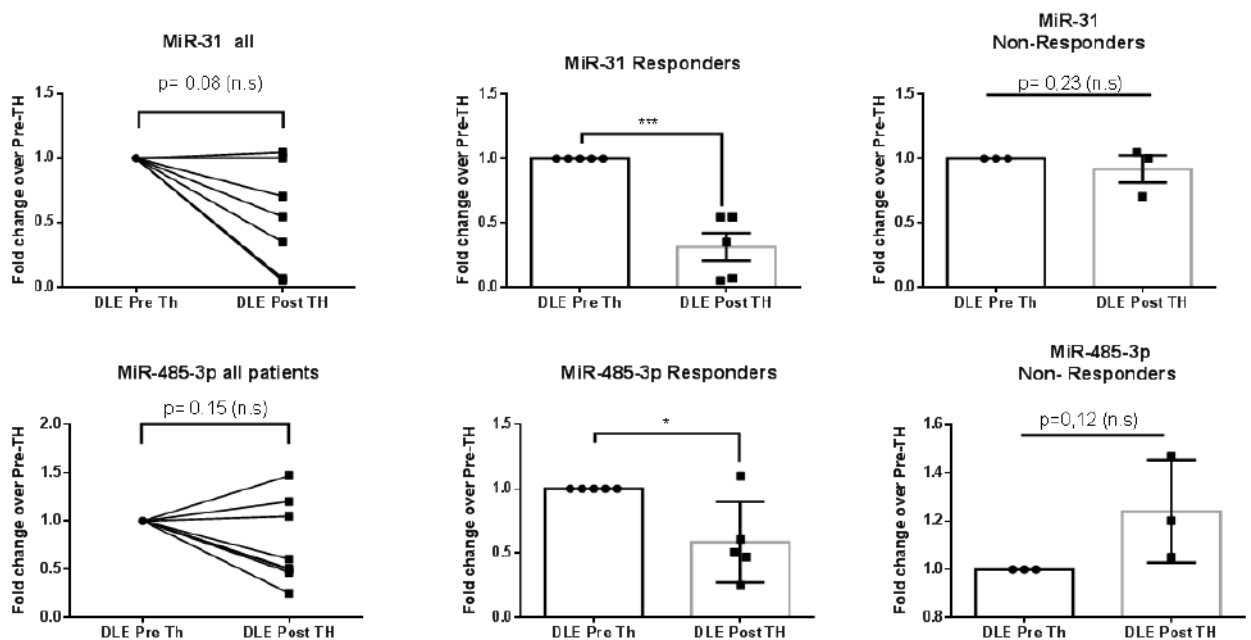 MiR-31 all
p= 0.08 (n.s)
Fold change over Pre-TH
1.5
1.0
0.5
0.0
DLE Pre Th
DLE Post TH
MiR-31 Responders
***
Fold change over Pre-TH
1.5
1.0
0.5
0.0
DLE Pre Th
DLE Post TH
MiR-31
Non-Responders
p= 0,23 (n.s)
Fold change over Pre-TH
1.5
1.0
0.5
0.0
DLE Pre Th
DLE Post TH
MiR-485-3p all patients
p= 0.15 (n.s)
Fold change over Pre-TH
2.0
1.5
1.0
0.5
0.0
DLE Pre Th
DLE Post TH
MiR-485-3p Responders
*
Fold change over Pre-TH
1.5
1.0
0.5
0.0
DLE Pre Th
DLE Post TH
MiR-485-3p
Non- Responders
p=0,12 (n.s)
Fold change over Pre-TH
1.6
1.4
1.2
1.0
0.8
DLE Pre Th
DLE Post TH